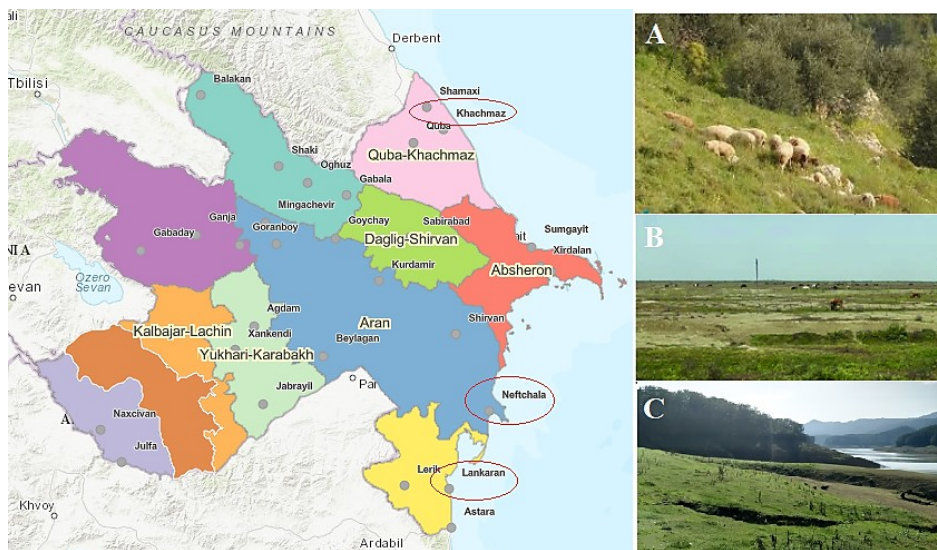 CAUCASUS MOUNTAINS
Derbent
Tbilisi
Balakan
Shamaxi
Khachmaz
Quba
Quba-Khachmaz
Shaki
Oghuz
Gabala
Mingachevir
Ganja
Gabaday
Goranboy
Goychay
Sabirabad
Daglig-Shirvan
Kurdamir
Sumgayit
Xirdalan
Absheron
Ozero
Sevan
evan
Agdam
Kalbajar-Lachin
Xankendi
Yukhari-Karabakh
Aran
Beylagan
Shirvan
Jabrayil
Neftchala
Naxcivan
Julfa
Lerik
Lankaran
Astara
Khvoy
Ardabil
A
B
C